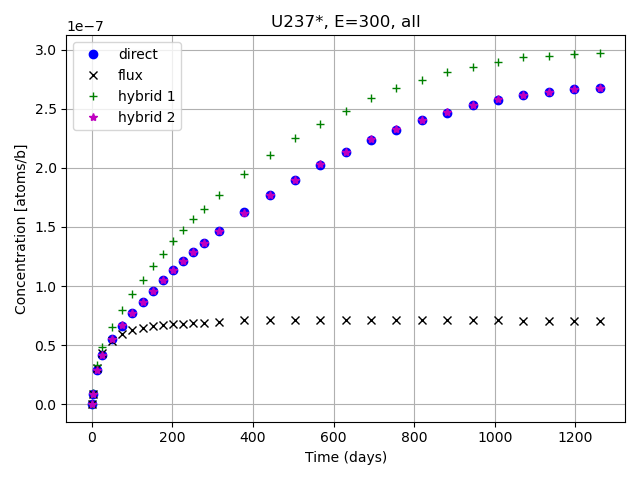 U237*, E=300, all
1e−7
direct
flux
hybrid 1
hybrid 2
3.0
2.5
2.0
1.5
1.0
0.5
0.0
Concentration [atoms/b]
0 200 400 600 800 1000 1200
Time (days)